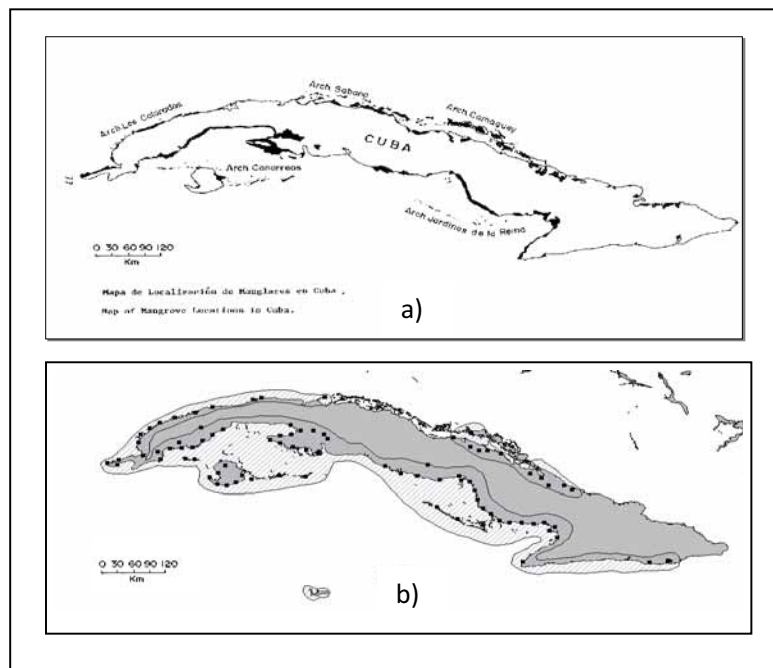 Arch Sabana
Arch Camaguey
Arch Los Colorados
CUBA
Arch Canarreos
Arch Jardines de la Reina
0 30 60 90 120
Km
Mapa de Localización de Manglares en Cuba.
Map of Mangrove Locations in Cuba.
a)
0 30 60 90 120
Km
b)